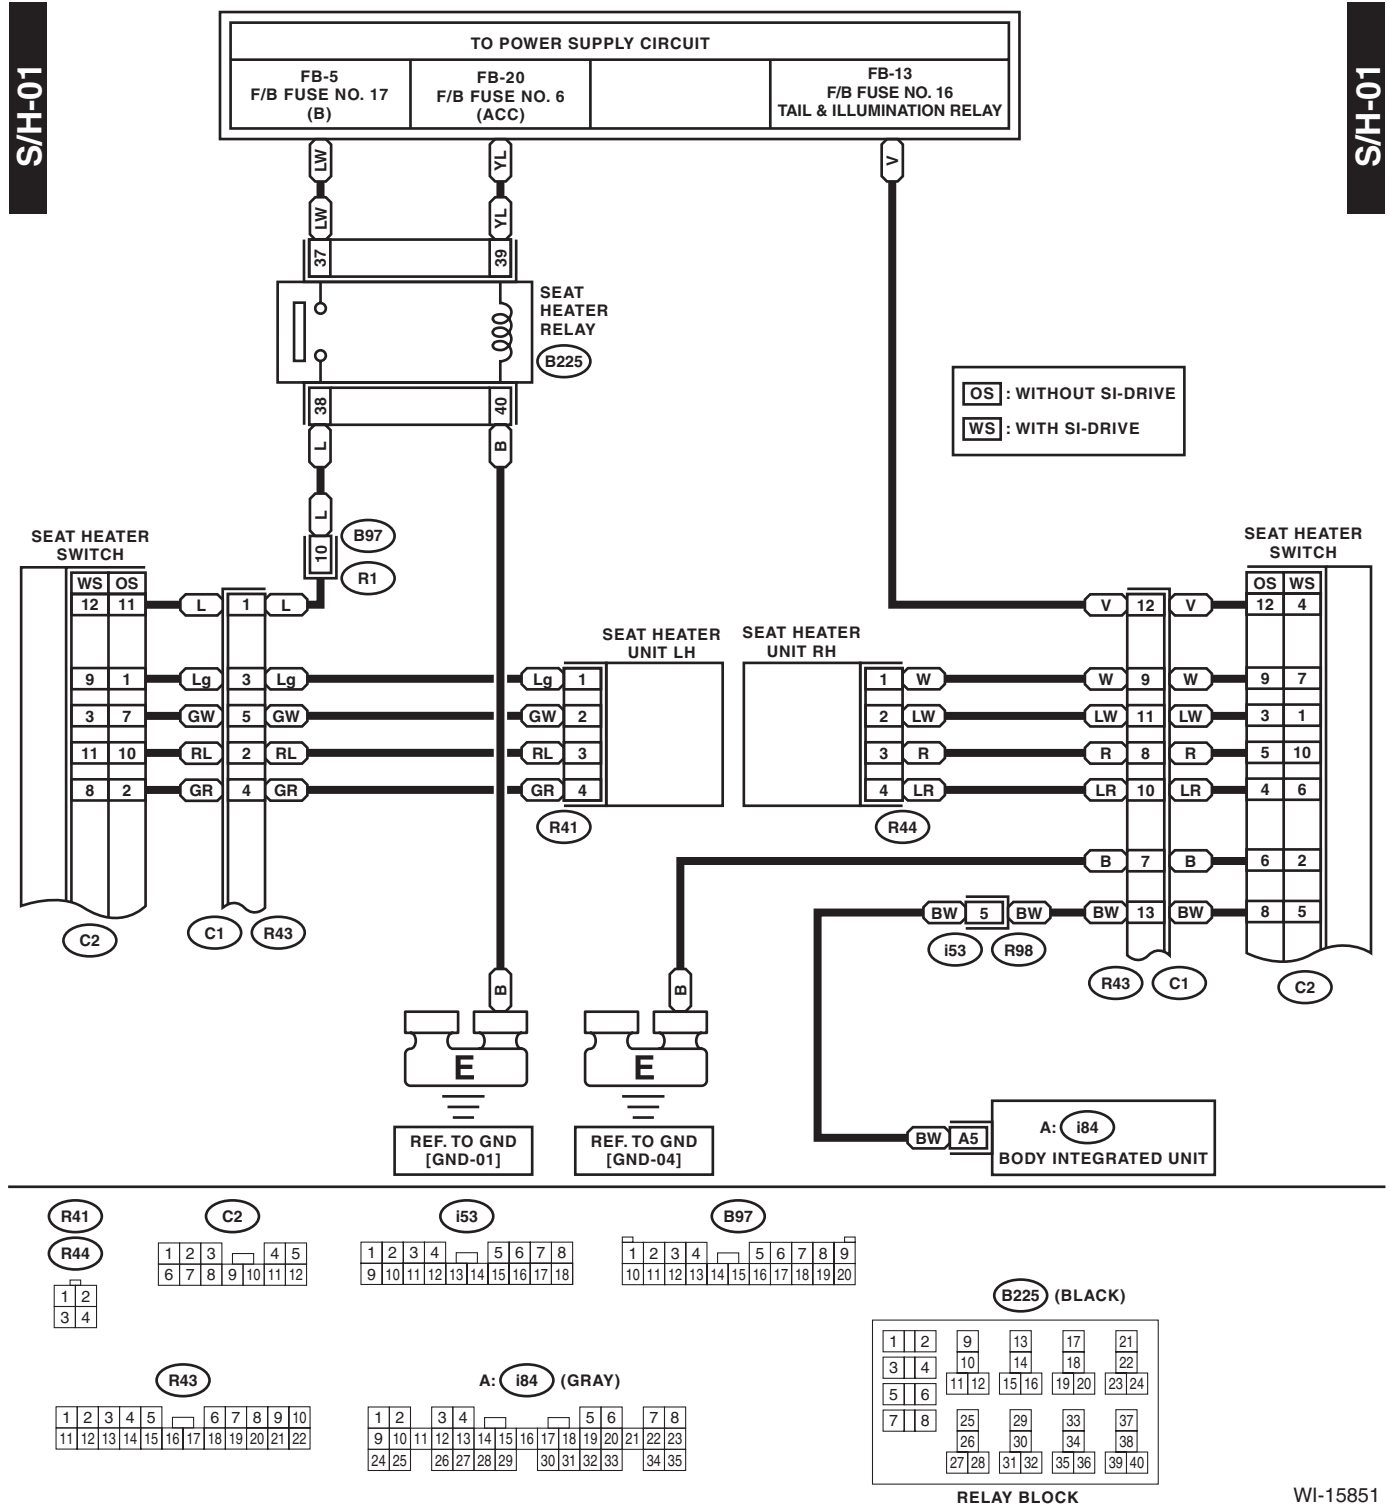 S/H-01
S/H-01
TO POWER SUPPLY CIRCUIT
FB-5
F/B FUSE NO. 17
(B)
FB-20
F/B FUSE NO. 6
(ACC)
FB-13
F/B FUSE NO. 16
TAIL & ILLUMINATION RELAY
LW YL V
LW YL
37 39
SEAT
HEATER
RELAY
B225
38 40
L B
L
10
B97
R1
OS : WITHOUT SI-DRIVE
WS : WITH SI-DRIVE
SEAT HEATER
SWITCH
WS OS
12 11 L 1 L
9 1 Lg 3 Lg
3 7 GW 5 GW
11 10 RL 2 RL
8 2 GR 4 GR
C2
C1
R43
SEAT HEATER
UNIT LH
Lg 1
GW 2
RL 3
GR 4
R41
SEAT HEATER
UNIT RH
1 W
2 LW
3 R
4 LR
R44
SEAT HEATER
SWITCH
OS WS
V 12 V 12 4
W 9 W 9 7
LW 11 LW 3 1
R 8 R 5 10
LR 10 LR 4 6
B 7 B 6 2
BW 5 BW BW 13 BW 8 5
i53
R98
R43
C1
C2
B B
E E
REF. TO GND
[GND-01]
REF. TO GND
[GND-04]
BW A5
A: i84
BODY INTEGRATED UNIT
R41
R44
1 2
3 4
C2
1 2 3 4 5
6 7 8 9 10 11 12
i53
1 2 3 4 5 6 7 8
9 10 11 12 13 14 15 16 17 18
B97
1 2 3 4 5 6 7 8 9
10 11 12 13 14 15 16 17 18 19 20
R43
1 2 3 4 5 6 7 8 9 10
11 12 13 14 15 16 17 18 19 20 21 22
A: i84 (GRAY)
1 2 3 4 5 6 7 8
9 10 11 12 13 14 15 16 17 18 19 20 21 22 23
24 25 26 27 28 29 30 31 32 33 34 35
B225 (BLACK)
1 2 9 13 17 21
3 4 10 14 18 22
5 6 11 12 15 16 19 20 23 24
7 8 25 29 33 37
26 30 34 38
27 28 31 32 35 36 39 40
RELAY BLOCK
WI-15851